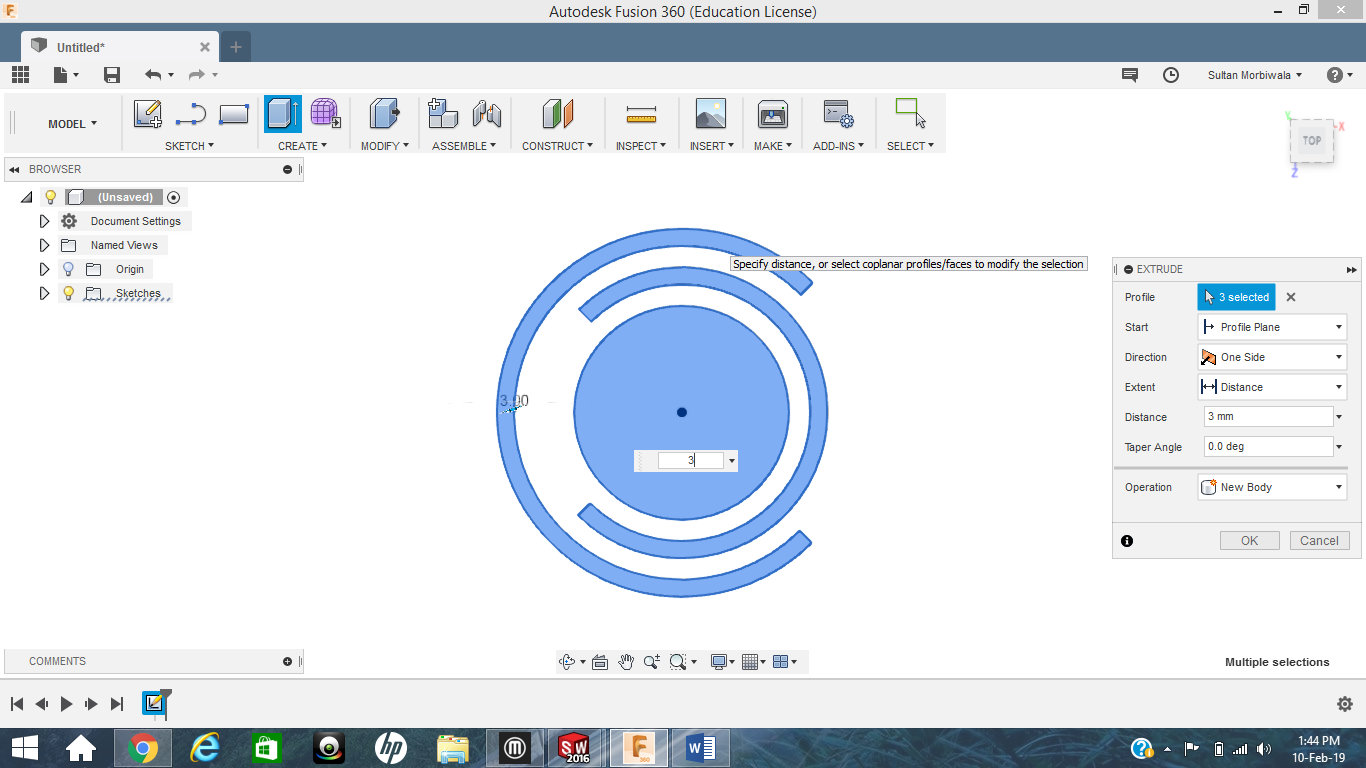 Autodesk Fusion 360 (Education License)
Untitled*
Sultan Morbiwala
MODEL
SKETCH
CREATE
MODIFY
ASSEMBLE
CONSTRUCT
INSPECT
INSERT
MAKE
ADD-INS
SELECT
Y
X
TOP
Z
BROWSER
(Unsaved)
Document Settings
Named Views
Origin
Sketches
Specify distance, or select coplanar profiles/faces to modify the selection
3.00
3
EXTRUDE
Profile 3 selected
Start Profile Plane
Direction One Side
Extent Distance
Distance 3 mm
Taper Angle 0.0 deg
Operation New Body
OK Cancel
COMMENTS
Multiple selections
1:44 PM
10-Feb-19
hp
SW
2016
F
360
W